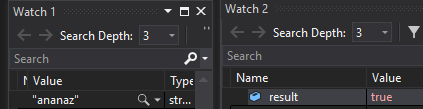 Watch 1
Search Depth: 3
Search
Value Type
"ananaz" str...
Watch 2
Search Depth: 3
Search
Name Value
result true